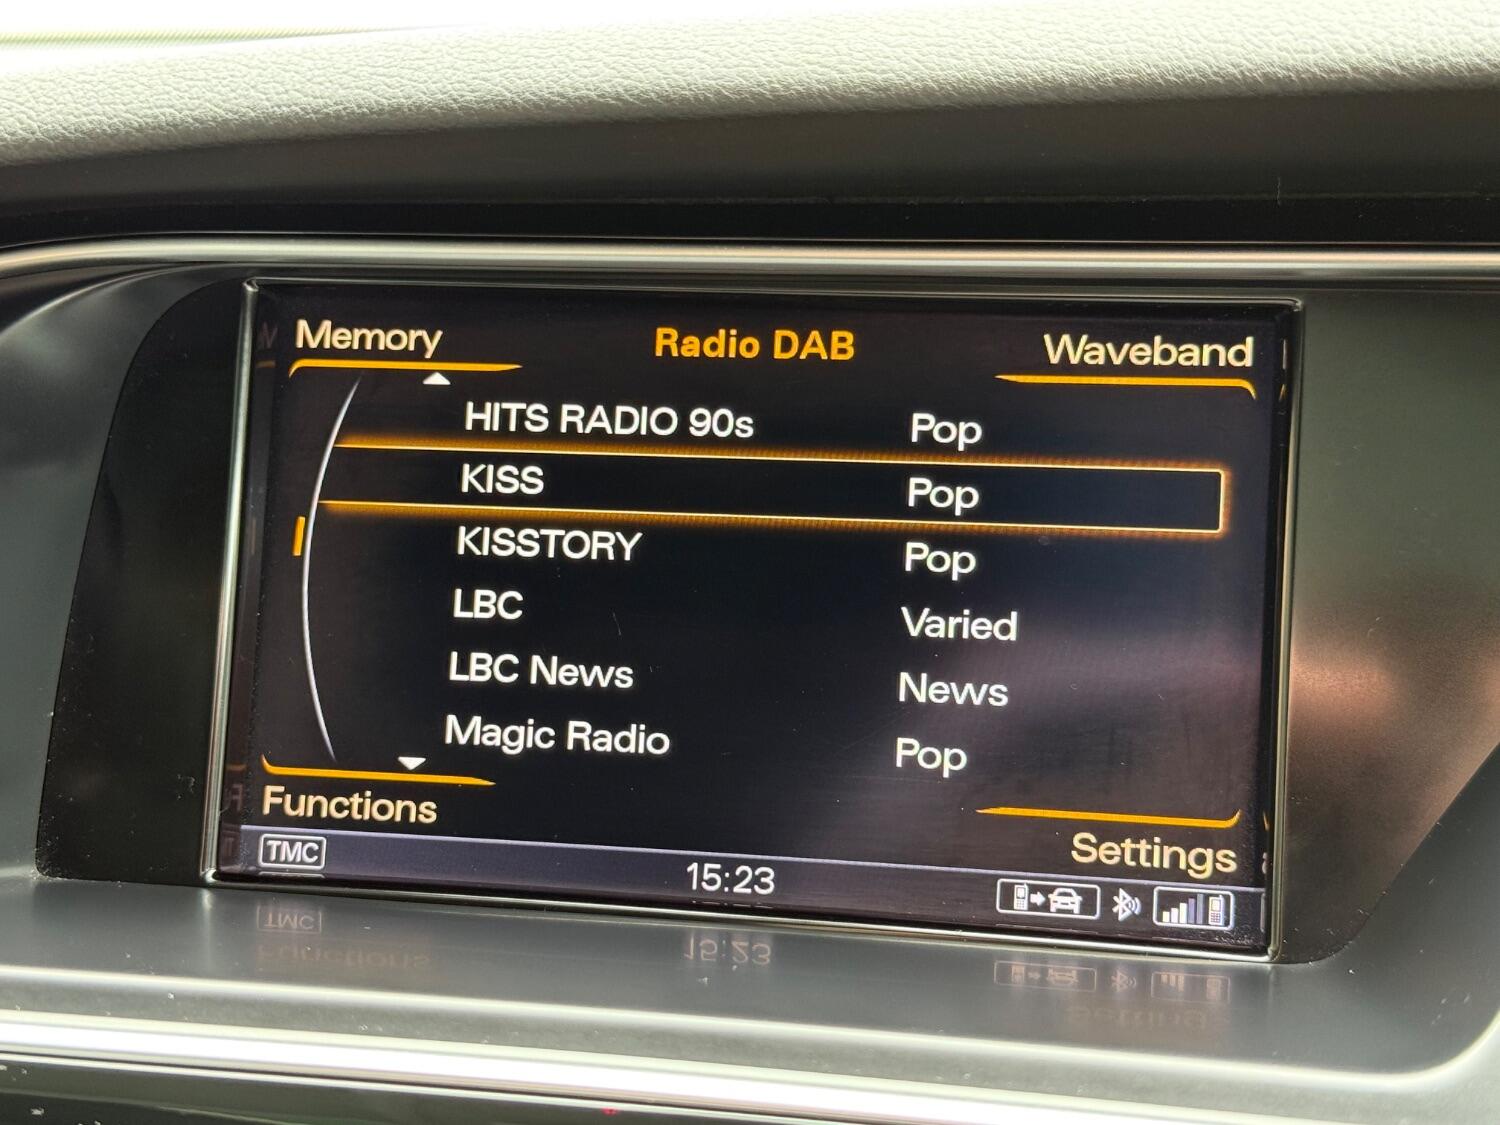 Memory Radio DAB Waveband
HITS RADIO 90s Pop
KISS Pop
KISSTORY Pop
LBC Varied
LBC News News
Magic Radio Pop
Functions
Settings
TMC 15:23